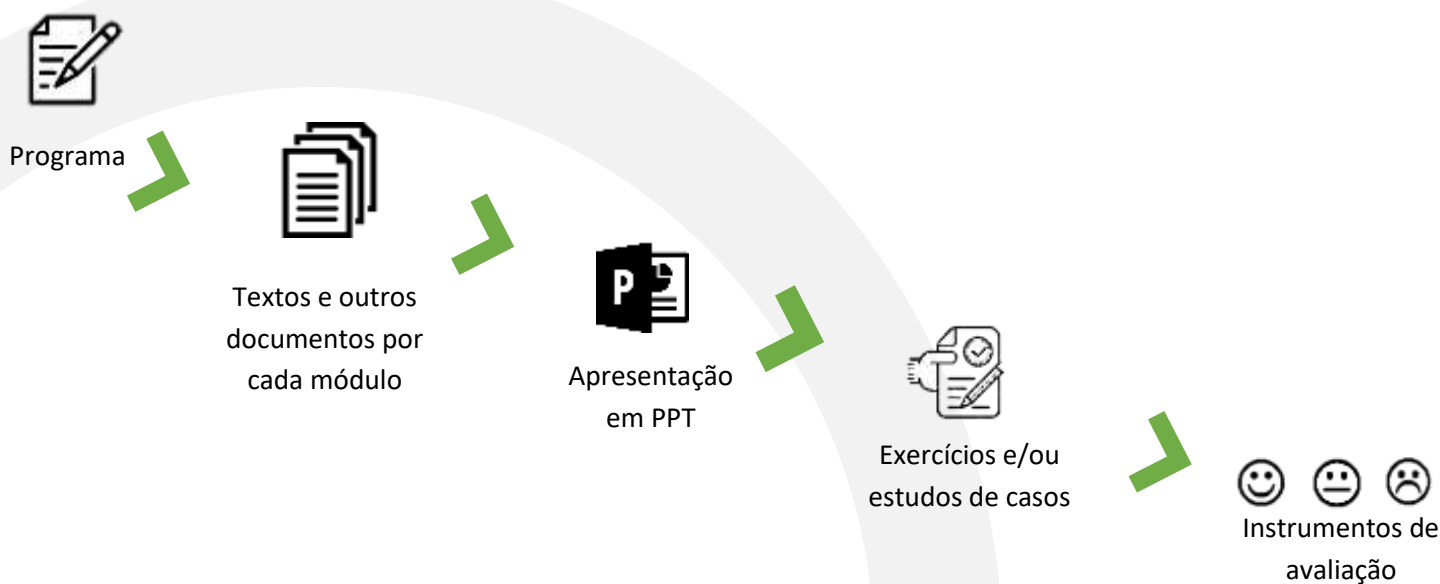 Programa
Textos e outros
documentos por
cada módulo
P
Apresentação
em PPT
Exercícios e/ou
estudos de casos
Instrumentos de
avaliação